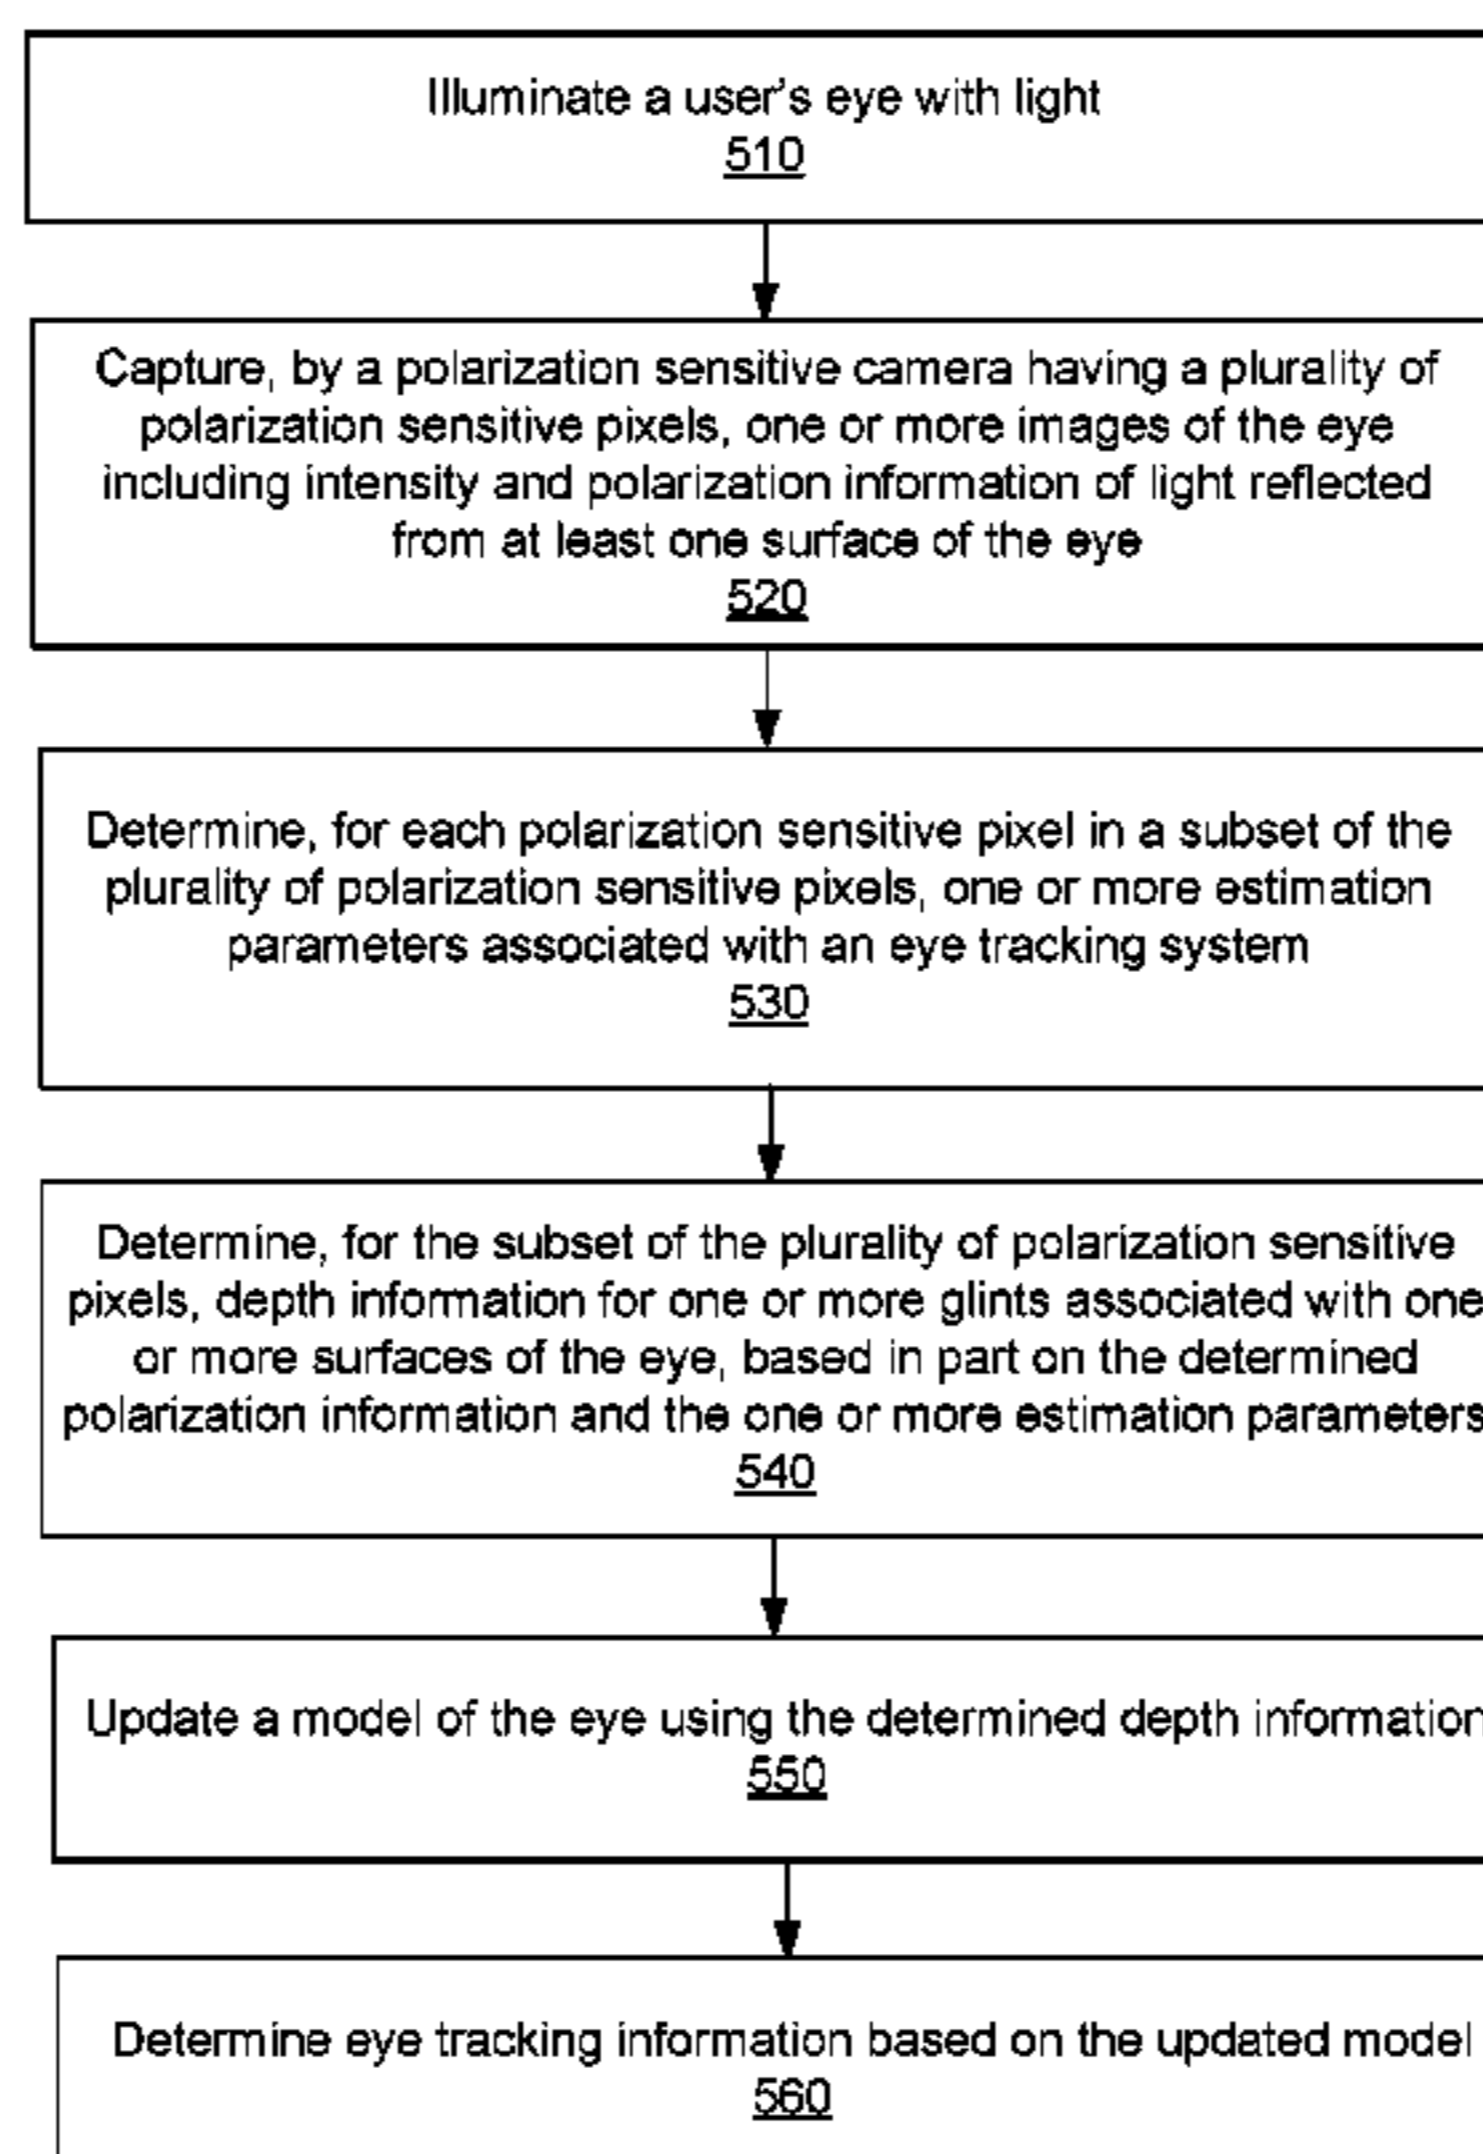 Illuminate a user's eye with light
510
Capture, by a polarization sensitive camera having a plurality of
polarization sensitive pixels, one or more images of the eye
including intensity and polarization information of light reflected
from at least one surface of the eye
520
Determine, for each polarization sensitive pixel in a subset of the
plurality of polarization sensitive pixels, one or more estimation
parameters associated with an eye tracking system
530
Determine, for the subset of the plurality of polarization sensitive
pixels, depth information for one or more glints associated with one
or more surfaces of the eye, based in part on the determined
polarization information and the one or more estimation parameters
540
Update a model of the eye using the determined depth information
550
Determine eye tracking information based on the updated model
560